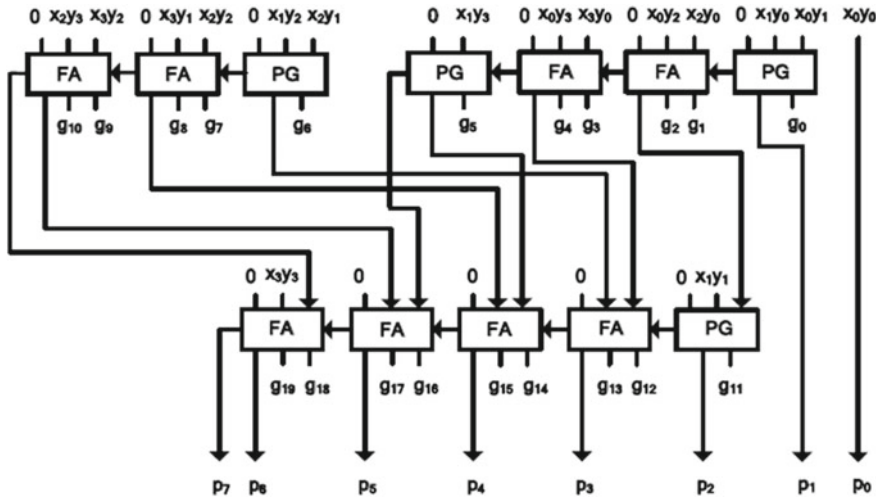 0 x₂y₃ x₃y₂ 0 x₃y₁ x₂y₂ 0 x₁y₂ x₂y₁ 0 x₁y₃ 0 x₀y₃ x₃y₀ 0 x₀y₂ x₂y₀ 0 x₁y₀ x₀y₁ x₀y₀
FA FA PG PG FA FA PG
g₁₀ g₉ g₈ g₇ g₆ g₅ g₄ g₃ g₂ g₁ g₀
0 x₃y₃ 0 0 0 0 x₁y₁
FA FA FA FA PG
g₁₉ g₁₈ g₁₇ g₁₆ g₁₅ g₁₄ g₁₃ g₁₂ g₁₁
p₇ p₆ p₅ p₄ p₃ p₂ p₁ p₀